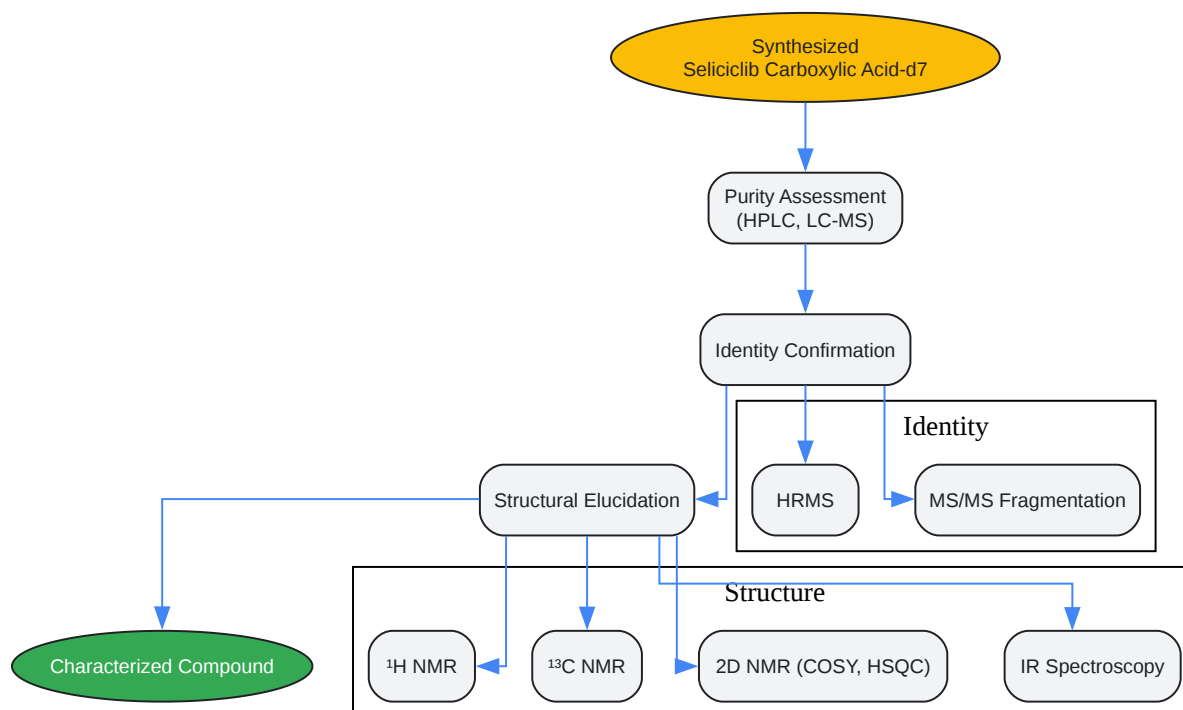 Synthesized
Seliciclib Carboxylic Acid-d7
Purity Assessment
(HPLC, LC-MS)
Identity Confirmation
Identity
Structural Elucidation
HRMS
MS/MS Fragmentation
Structure
Characterized Compound
¹H NMR
¹³C NMR
2D NMR (COSY, HSQC)
IR Spectroscopy